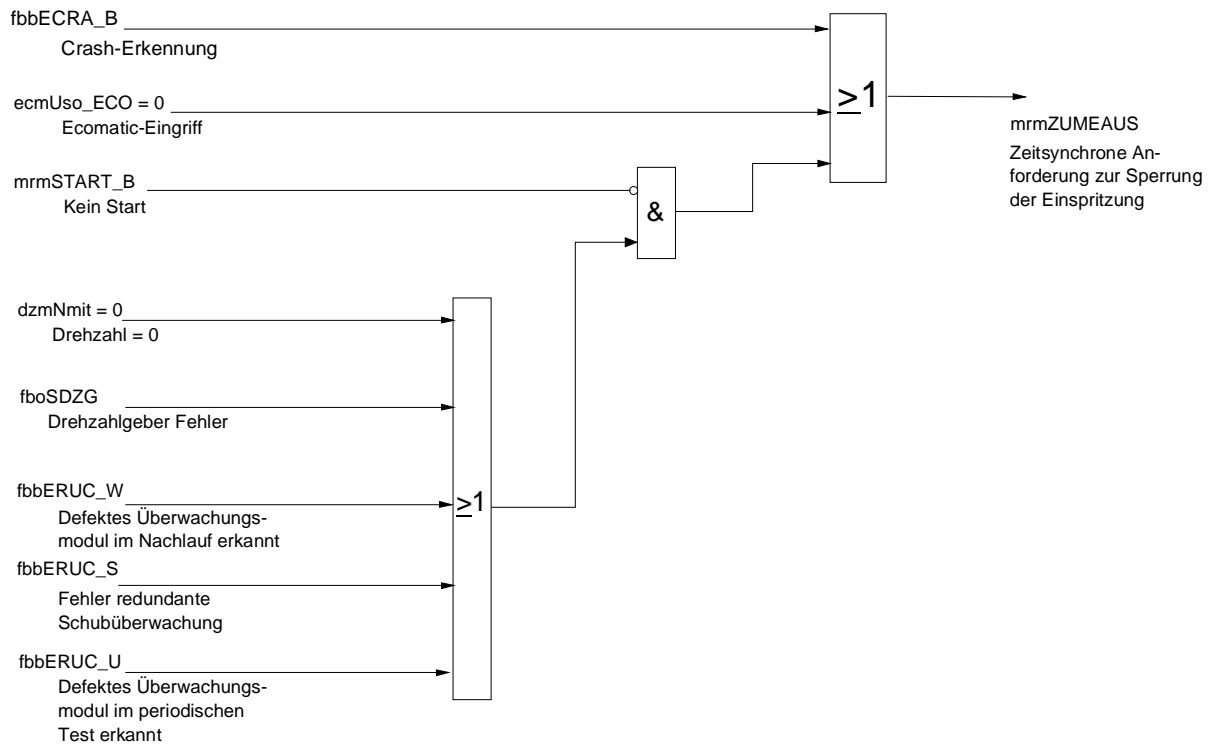 fbbECRA_B
Crash-Erkennung
ecmUso_ECO = 0
Ecomatic-Eingriff
≥1
mrmZUMEAUS
Zeitsynchrone An-
forderung zur Sperrung
der Einspritzung
mrmSTART_B
Kein Start
&
dzmNmit = 0
Drehzahl = 0
fboSDZG
Drehzahlgeber Fehler
fbbERUC_W
Defektes Überwachungs-
modul im Nachlauf erkannt
≥1
fbbERUC_S
Fehler redundante
Schubüberwachung
fbbERUC_U
Defektes Überwachungs-
modul im periodischen
Test erkannt